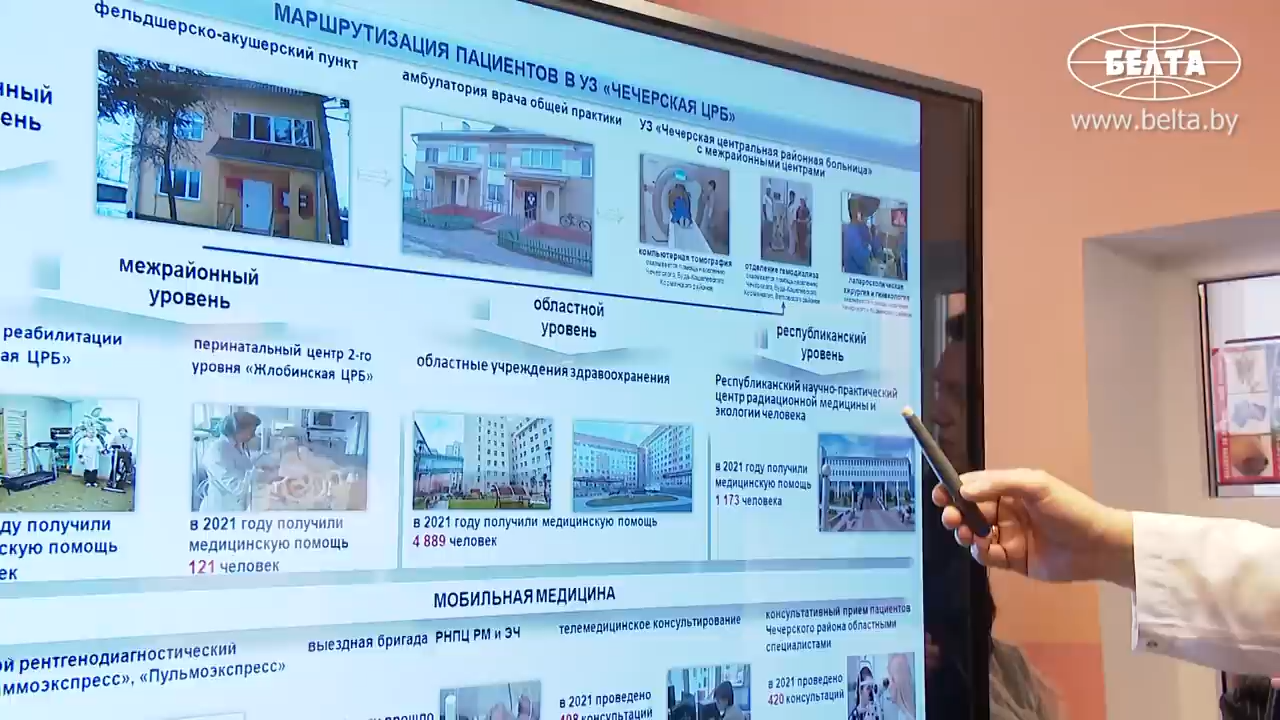 БЕЛТА
www.belta.by
МАРШРУТИЗАЦИЯ ПАЦИЕНТОВ В УЗ «ЧЕЧЕРСКАЯ ЦРБ»
фельдшерско-акушерский пункт
амбулатория врача общей практики
УЗ «Чечерская центральная районная больница»
с межрайонными центрами
компьютерная томография
отделение гемодиализа
лапароскопическая
хирургия и гинекология
межрайонный
уровень
областной
уровень
республиканский
уровень
реабилитации
ая ЦРБ»
перинатальный центр 2-го
уровня «Жлобинская ЦРБ»
областные учреждения здравоохранения
Республиканский научно-практический
центр радиационной медицины и
экологии человека
ду получили
скую помощь
ек
в 2021 году получили
медицинскую помощь
121 человек
в 2021 году получили медицинскую помощь
4 889 человек
в 2021 году получили
медицинскую помощь
1 173 человека
МОБИЛЬНАЯ МЕДИЦИНА
ой рентгенодиагностический
ммоэкспресс», «Пульмоэкспресс»
выездная бригада РНПЦ РМ и ЭЧ
телемедицинское консультирование
консультативный прием пациентов
Чечерского района областными
специалистами
в 2021 проведено
консультаций
в 2021 проведено
420 консультаций